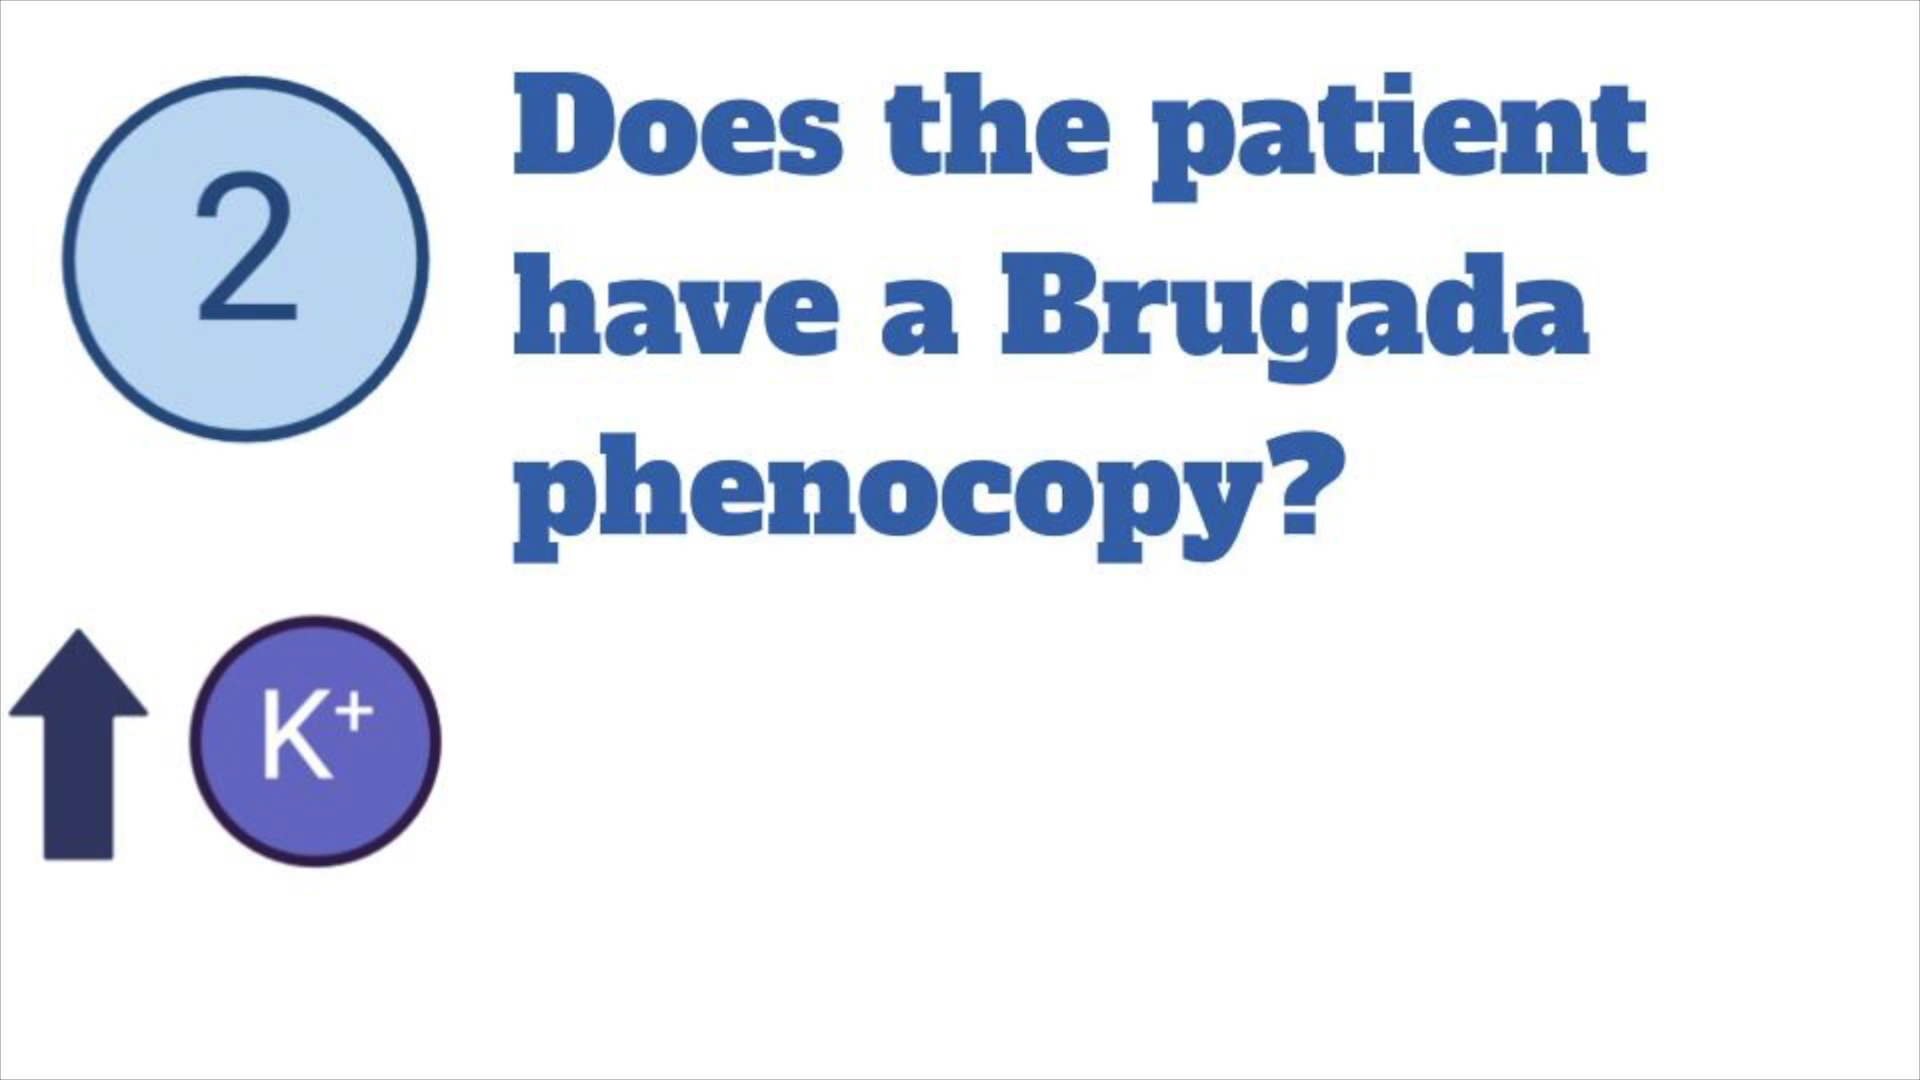 2
Does the patient
have a Brugada
phenocopy?
K⁺